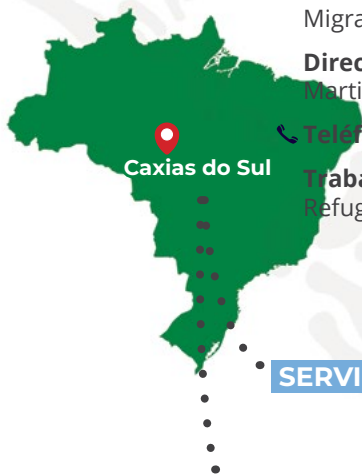 Migra
Direc
Marti
Teléf
Caxias do Sul
Traba
Refug
SERVI